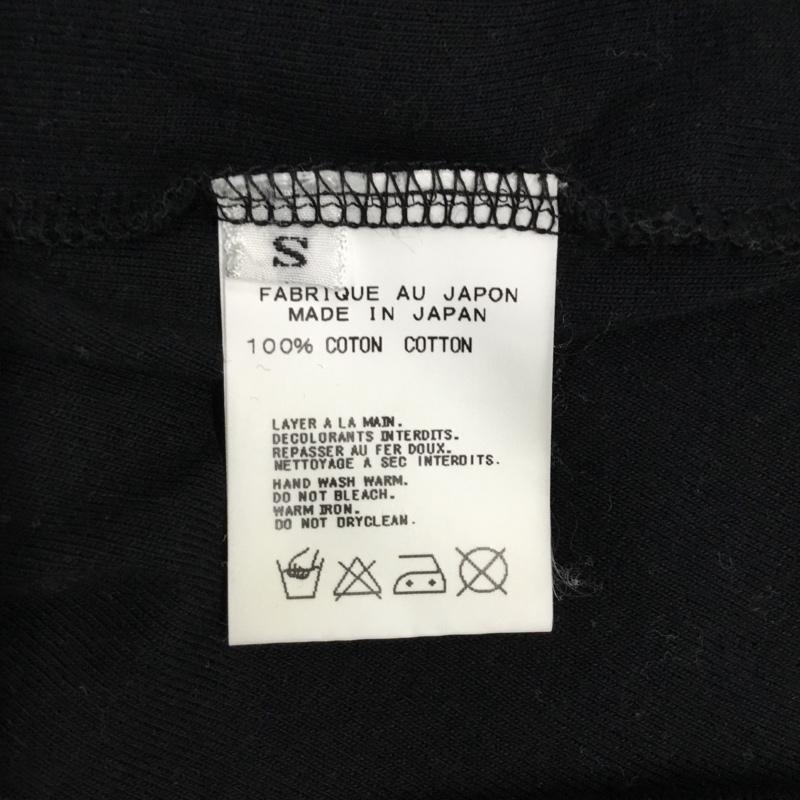 S
FABRIQUE AU JAPON
MADE IN JAPAN
100% COTON COTTON
LAYER A LA MAIN.
DECOLORANTS INTERDITS.
REPASSER AU FER DOUX.
NETTOYAGE A SEC INTERDITS.
HAND WASH WARM.
DO NOT BLEACH.
WARM IRON.
DO NOT DRYCLEAN.